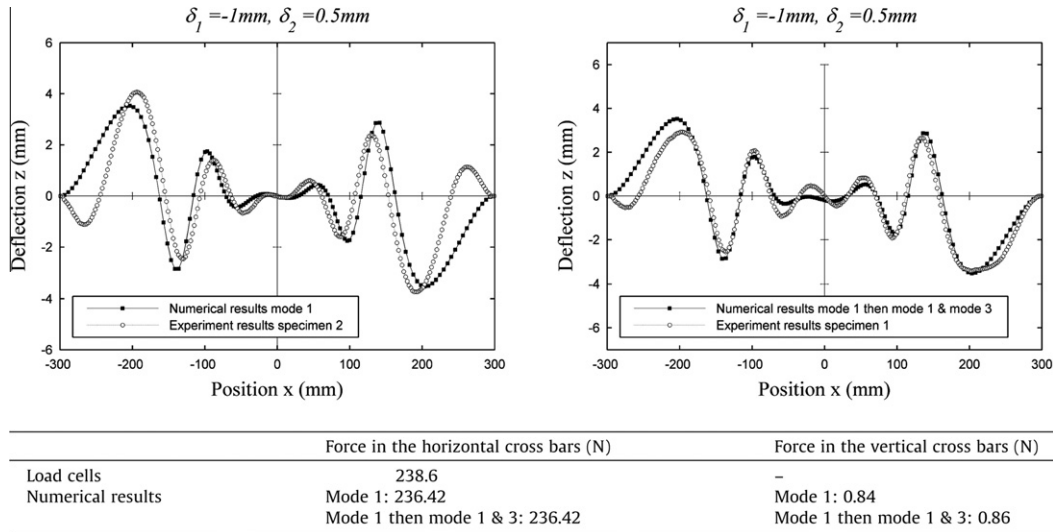 δ1 =-1mm, δ2 =0.5mm
6
4
2
0
-2
-4
-6
Deflection z (mm)
Numerical results mode 1
Experiment results specimen 2
-300 -200 -100 0 100 200 300
Position x (mm)
δ1 =-1mm, δ2 =0.5mm
6
4
2
0
-2
-4
-6
Deflection z (mm)
Numerical results mode 1 then mode 1 & mode 3
Experiment results specimen 1
-300 -200 -100 0 100 200 300
Position x (mm)
Force in the horizontal cross bars (N) Force in the vertical cross bars (N)
Load cells 238.6 –
Numerical results Mode 1: 236.42 Mode 1: 0.84
Mode 1 then mode 1 & 3: 236.42 Mode 1 then mode 1 & 3: 0.86